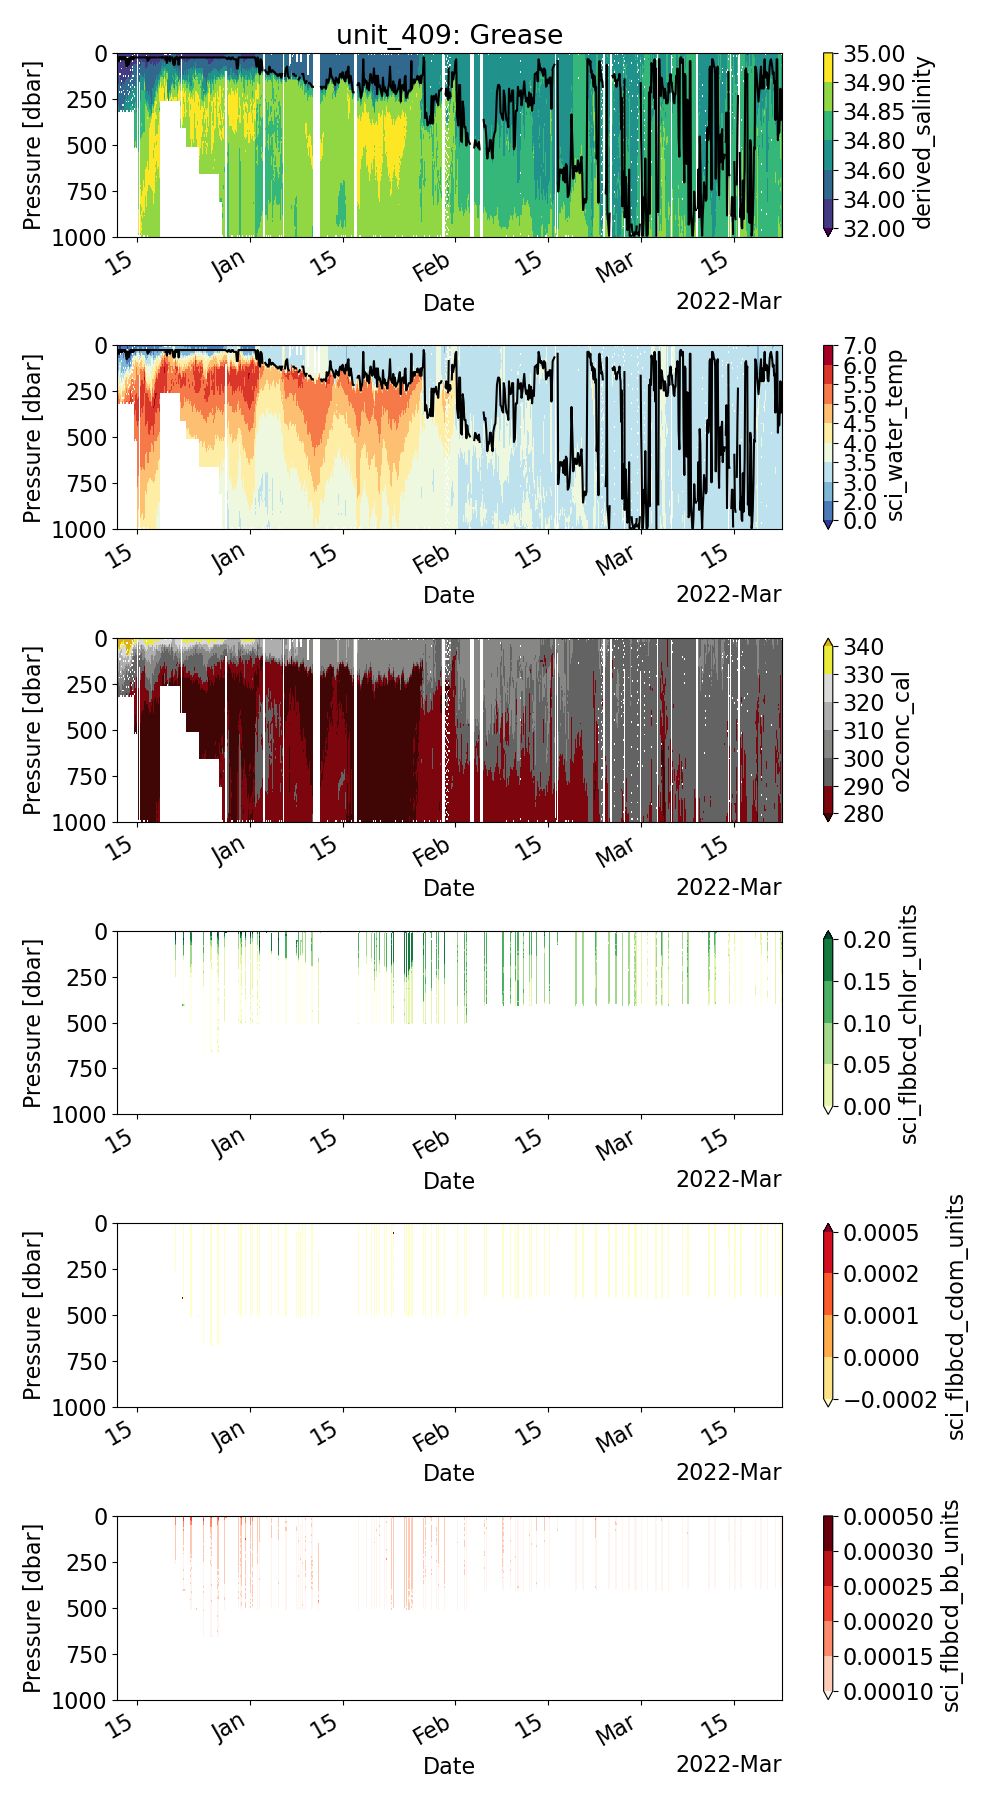 unit_409: Grease
0
250
500
750
1000
Pressure [dbar]
15
Jan
15
Feb
15
Mar
15
Date
2022-Mar
35.00
34.90
34.85
34.80
34.60
34.00
32.00
derived_salinity
0
250
500
750
1000
Pressure [dbar]
15
Jan
15
Feb
15
Mar
15
Date
2022-Mar
7.0
6.0
5.5
5.0
4.5
4.0
3.5
3.0
2.0
0.0
sci_water_temp
0
250
500
750
1000
Pressure [dbar]
15
Jan
15
Feb
15
Mar
15
Date
2022-Mar
340
330
320
310
300
290
280
o2conc_cal
0
250
500
750
1000
Pressure [dbar]
15
Jan
15
Feb
15
Mar
15
Date
2022-Mar
0.20
0.15
0.10
0.05
0.00
sci_flbbcd_chlor_units
0
250
500
750
1000
Pressure [dbar]
15
Jan
15
Feb
15
Mar
15
Date
2022-Mar
0.0005
0.0002
0.0001
0.0000
−0.0002
sci_flbbcd_cdom_units
0
250
500
750
1000
Pressure [dbar]
15
Jan
15
Feb
15
Mar
15
Date
2022-Mar
0.00050
0.00030
0.00025
0.00020
0.00015
0.00010
sci_flbbcd_bb_units